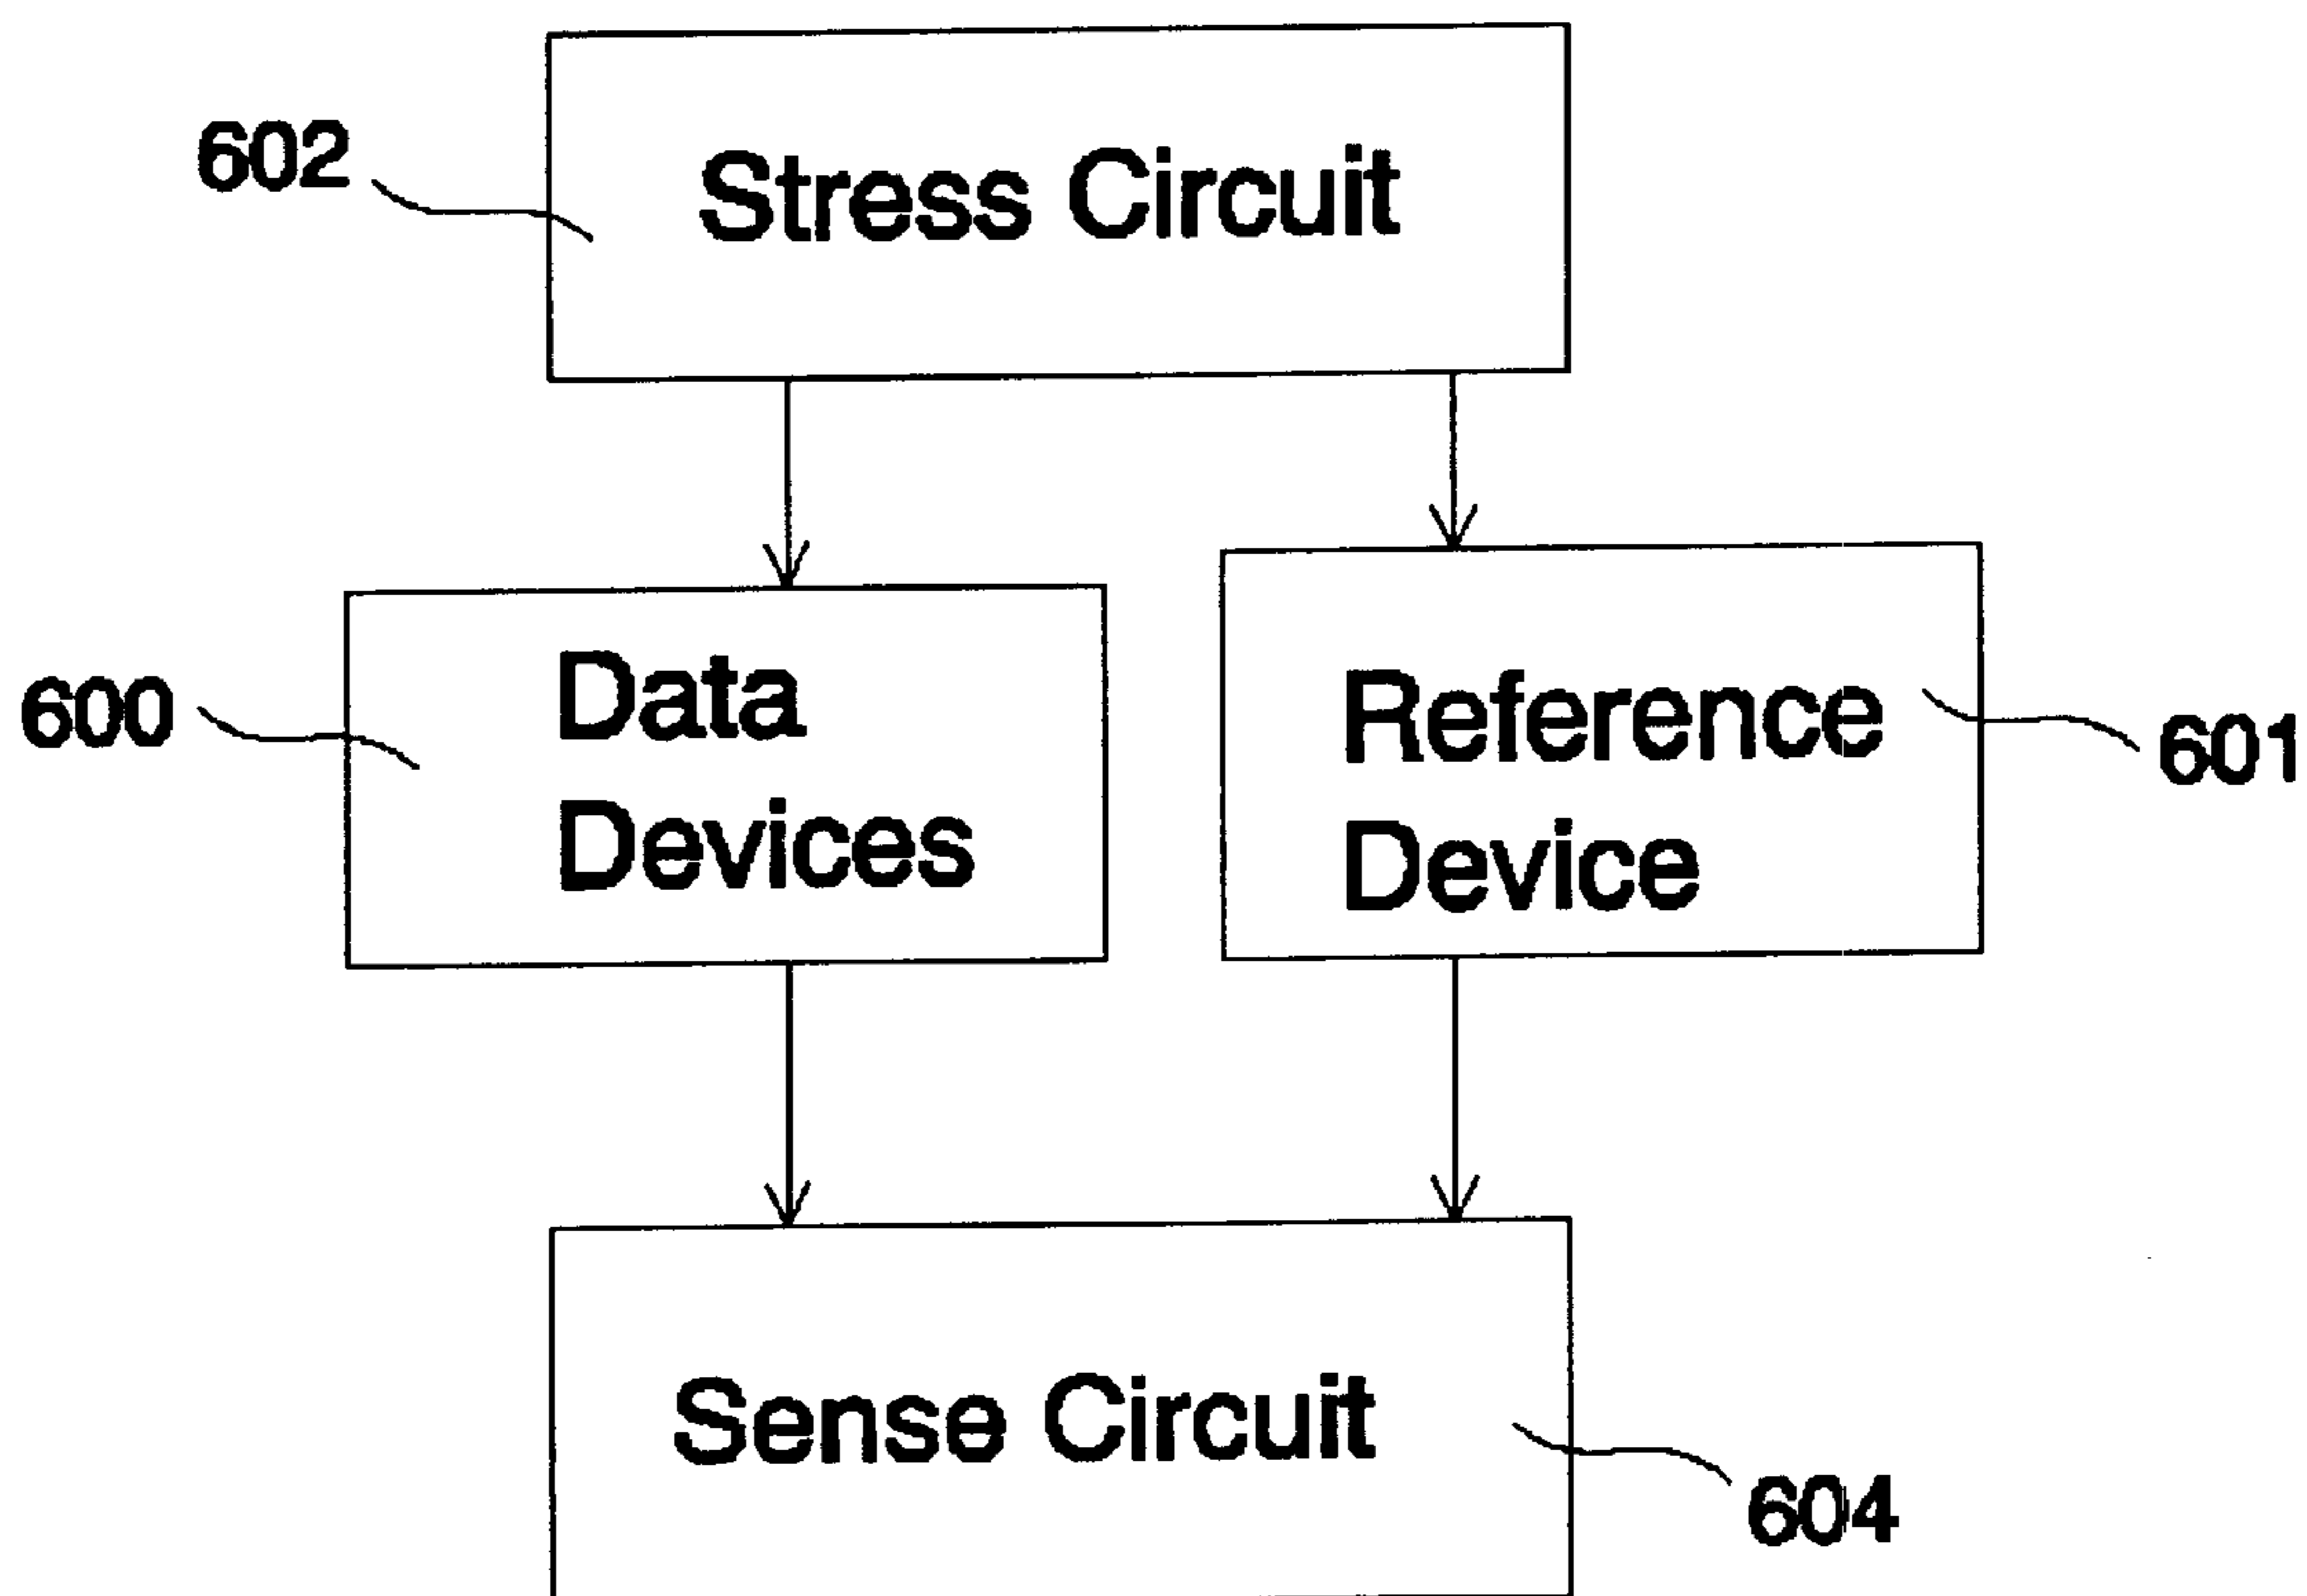 602
Stress Circuit
600
Data
Devices
Reference
Device
601
Sense Circuit
604